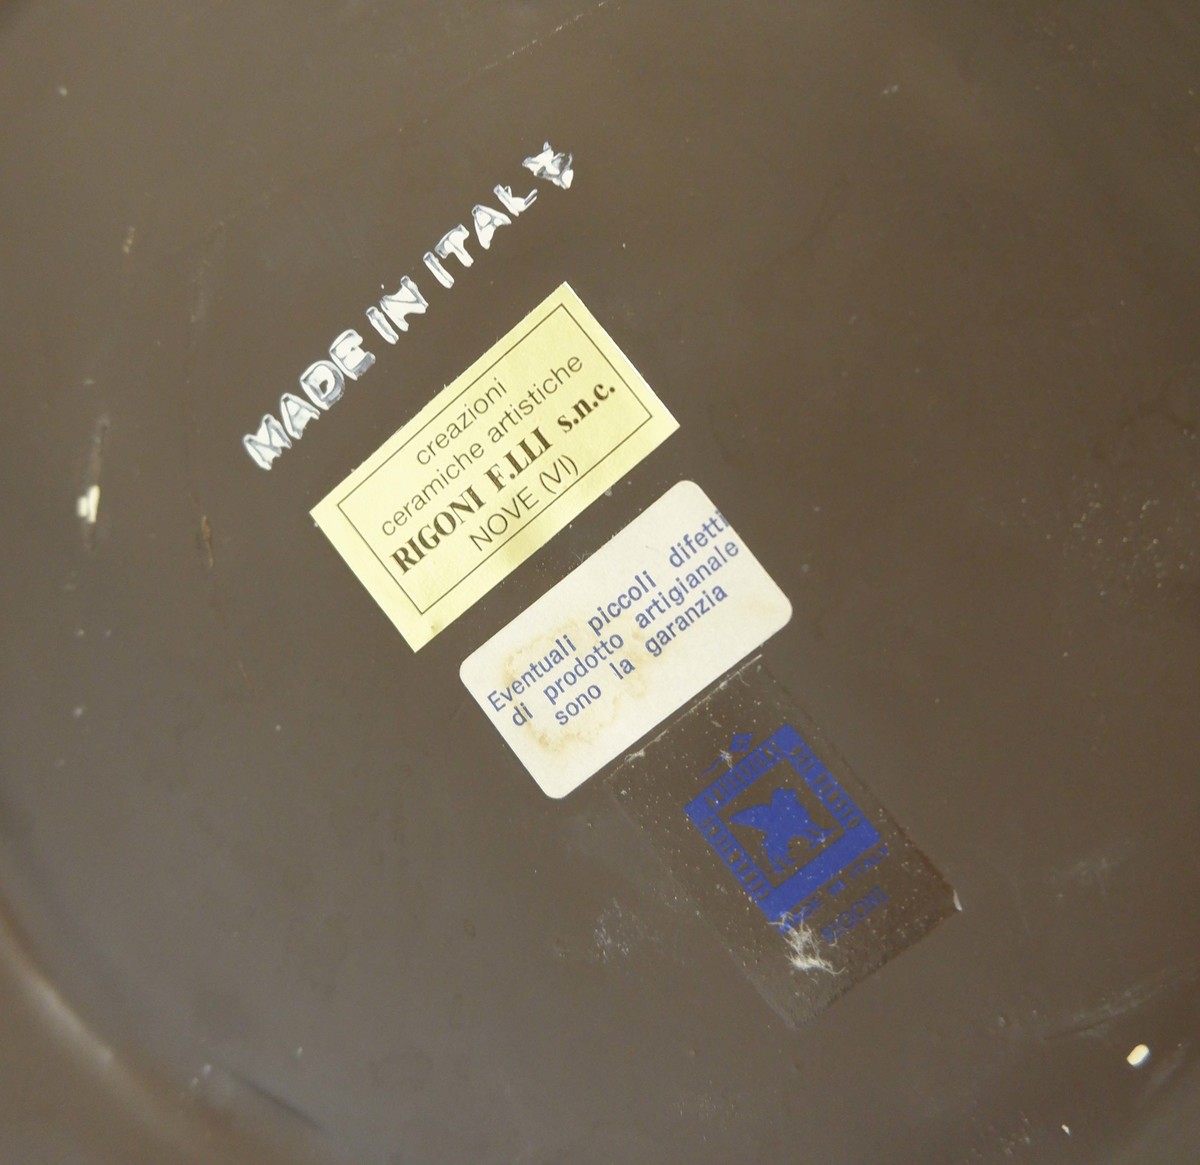 MADE IN ITALY
creazioni
ceramiche artistiche
RIGONI F.LLI s.n.c.
NOVE (VI)
Eventuali piccoli difetti
di prodotto artigianale
sono la garanzia
RIGONI